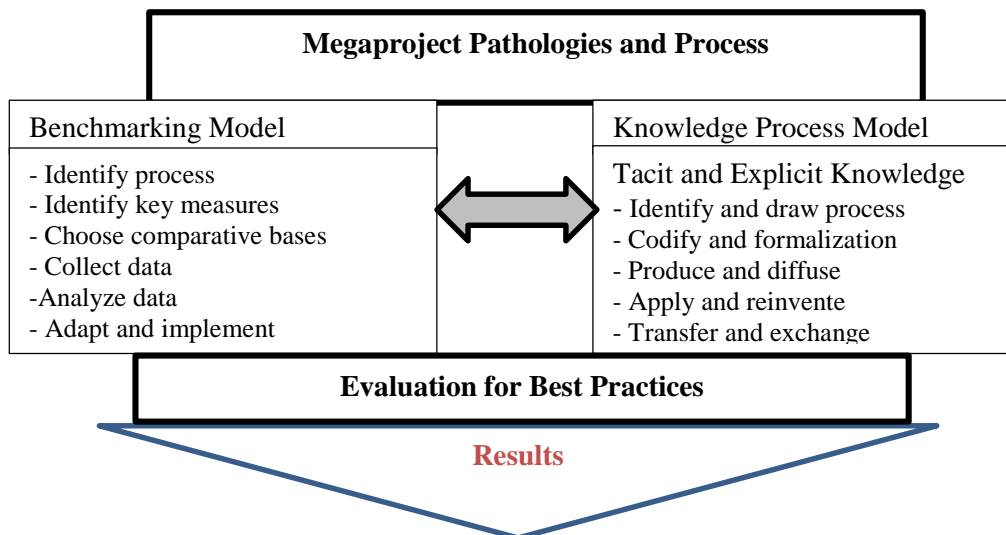 Megaproject Pathologies and Process
Benchmarking Model
- Identify process
- Identify key measures
- Choose comparative bases
- Collect data
-Analyze data
- Adapt and implement
Knowledge Process Model
Tacit and Explicit Knowledge
- Identify and draw process
- Codify and formalization
- Produce and diffuse
- Apply and reinvente
- Transfer and exchange
Evaluation for Best Practices
Results